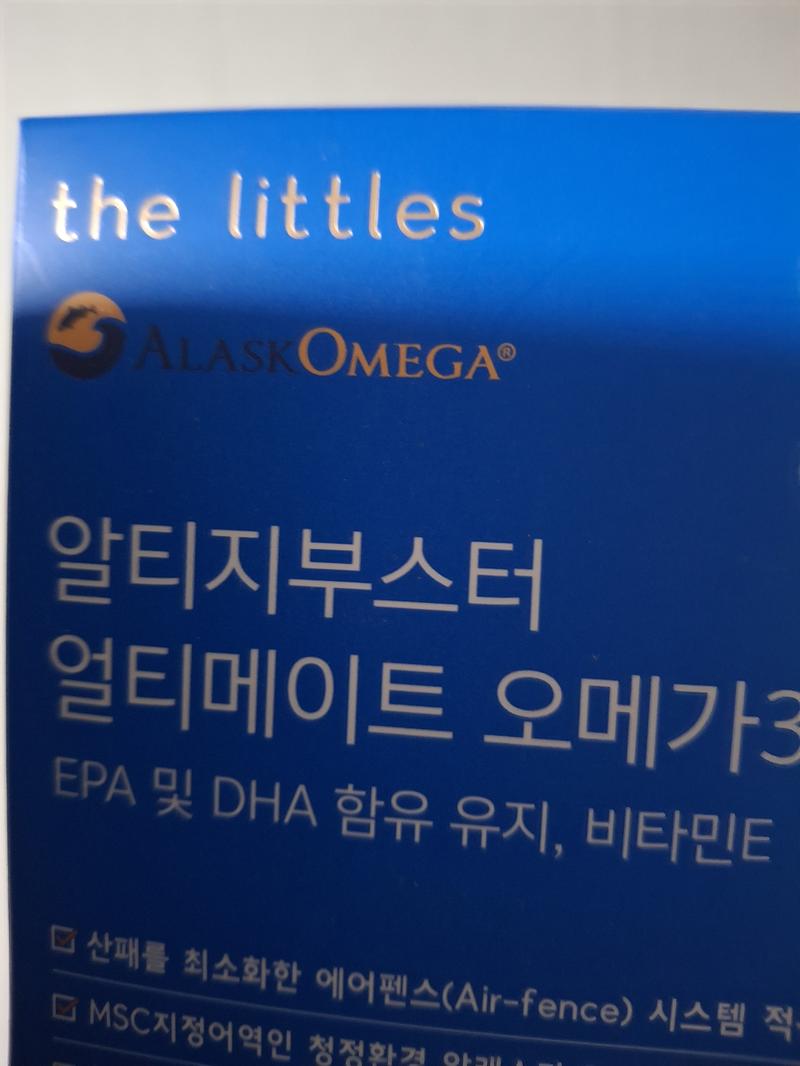 the littles
ALASKOMEGA®
알티지부스터
얼티메이트 오메가3
EPA 및 DHA 함유 유지, 비타민E
산패를 최소화한 에어펜스(Air-fence) 시스템 적
MSC지정어역인 청정환경